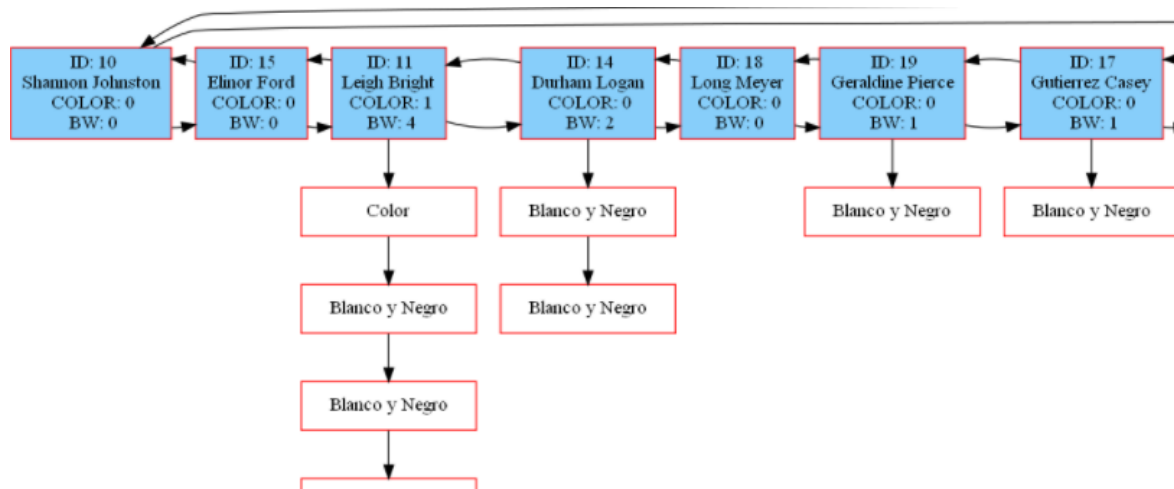 ID: 10
Shannon Johnston
COLOR: 0
BW: 0
ID: 15
Elinor Ford
COLOR: 0
BW: 0
ID: 11
Leigh Bright
COLOR: 1
BW: 4
ID: 14
Durham Logan
COLOR: 0
BW: 2
ID: 18
Long Meyer
COLOR: 0
BW: 0
ID: 19
Geraldine Pierce
COLOR: 0
BW: 1
ID: 17
Gutierrez Casey
COLOR: 0
BW: 1
Color
Blanco y Negro
Blanco y Negro
Blanco y Negro
Blanco y Negro
Blanco y Negro
Blanco y Negro